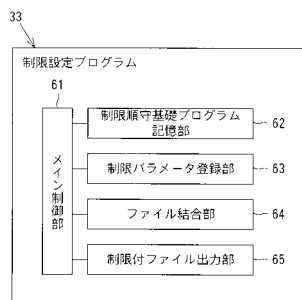 33
制限設定プログラム
61
メイン制御部
制限順守基礎プログラム
記憶部
62
制限パラメータ登録部
63
ファイル結合部
64
制限付ファイル出力部
65